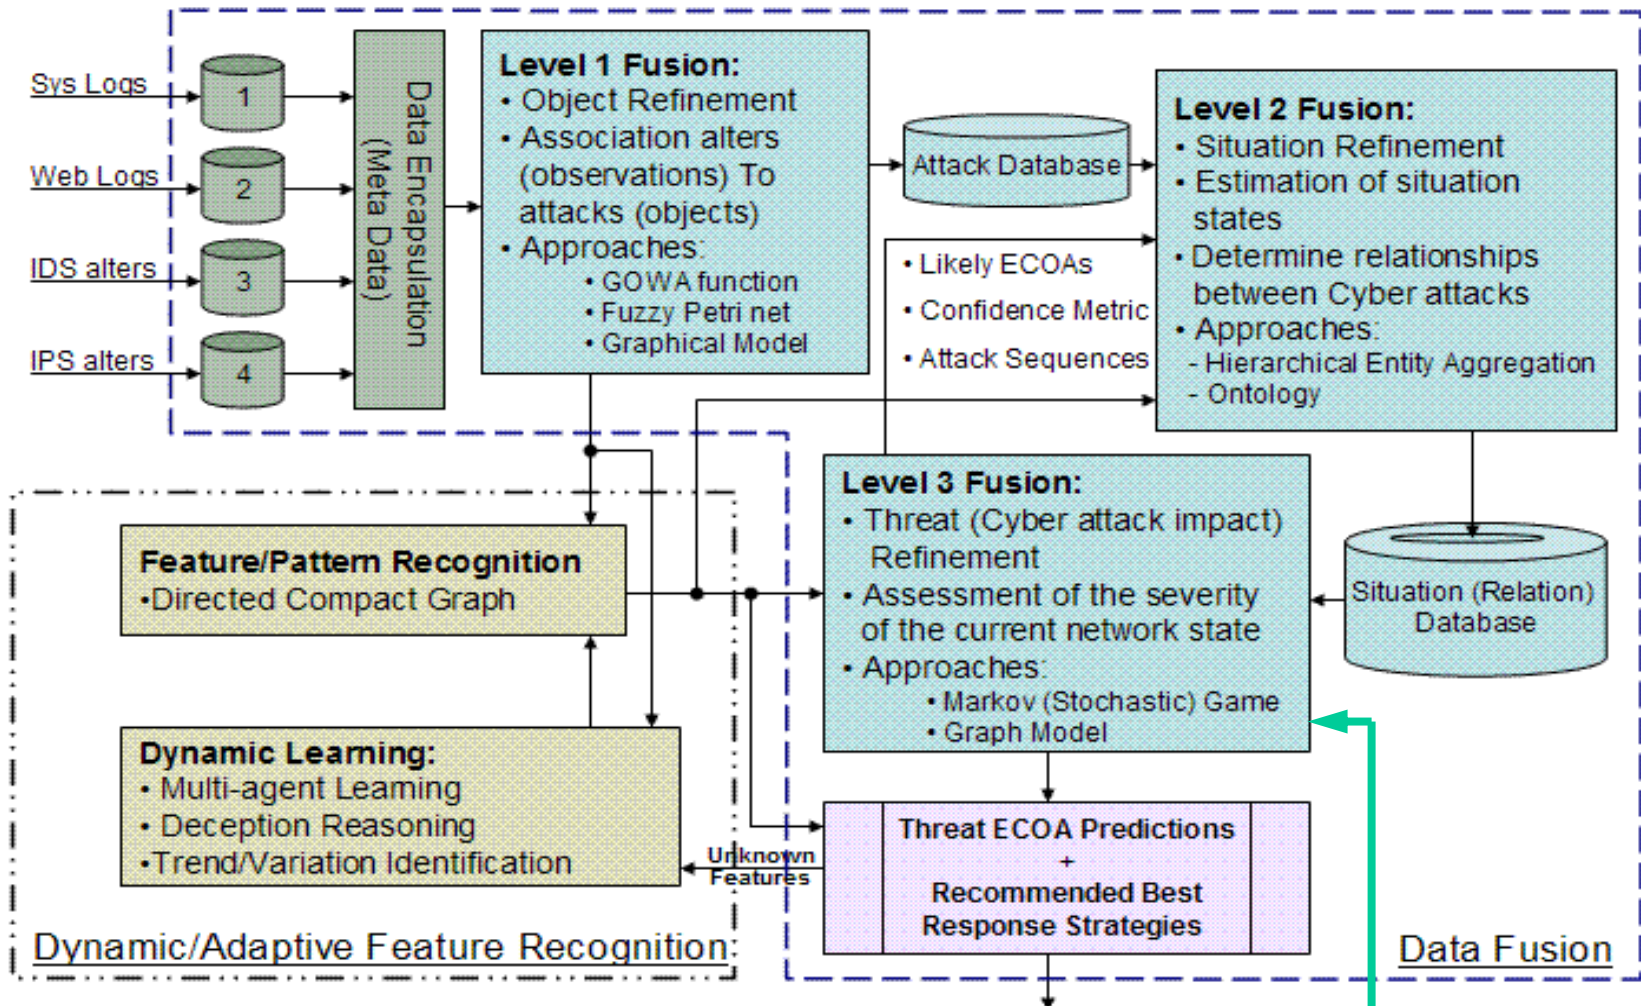 Sys Logs
1
Web Logs
2
IDS alters
3
IPS alters
4
Data Encapsulation
(Meta Data)
Level 1 Fusion:
• Object Refinement
• Association alters
(observations) To
attacks (objects)
• Approaches:
• GOWA function
• Fuzzy Petri net
• Graphical Model
Attack Database
Level 2 Fusion:
• Situation Refinement
• Estimation of situation
states
• Determine relationships
between Cyber attacks
• Approaches:
- Hierarchical Entity Aggregation
- Ontology
• Likely ECOAs
• Confidence Metric
• Attack Sequences
Level 3 Fusion:
• Threat (Cyber attack impact)
Refinement
• Assessment of the severity
of the current network state
• Approaches:
• Markov (Stochastic) Game
• Graph Model
Situation (Relation)
Database
Feature/Pattern Recognition
•Directed Compact Graph
Dynamic Learning:
• Multi-agent Learning
• Deception Reasoning
•Trend/Variation Identification
Unknown
Features
Threat ECOA Predictions
+
Recommended Best
Response Strategies
Dynamic/Adaptive Feature Recognition
Data Fusion